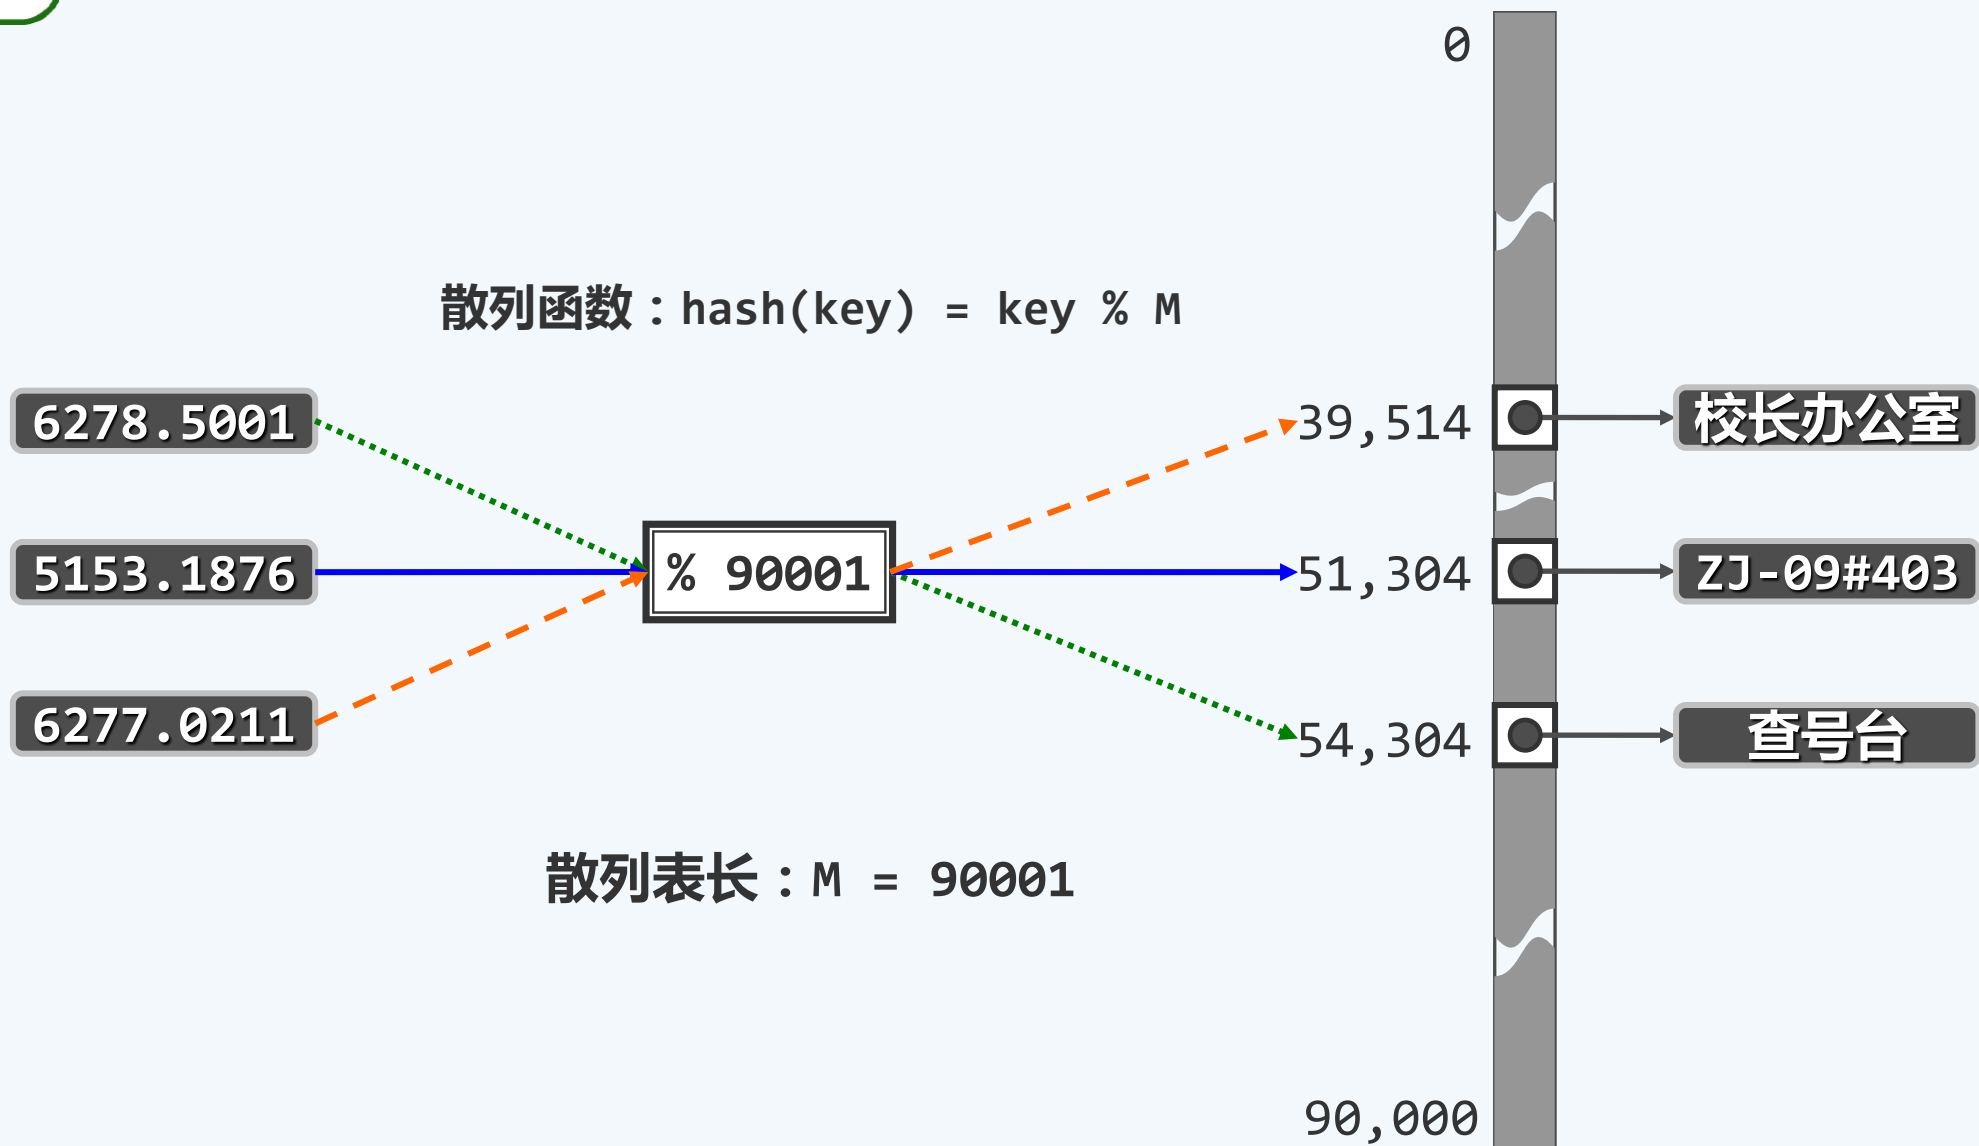 0
散列函数：hash(key) = key % M
6278.5001
39,514
校长办公室
5153.1876
% 90001
51,304
ZJ-09#403
6277.0211
54,304
查号台
散列表长：M = 90001
90,000